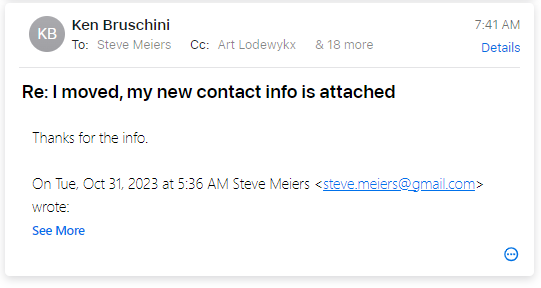 KB
Ken Bruschini
7:41 AM
To: Steve Meiers Cc: Art Lodewykx & 18 more
Details
Re: I moved, my new contact info is attached
Thanks for the info.
On Tue, Oct 31, 2023 at 5:36 AM Steve Meiers <steve.meiers@gmail.com>
wrote:
See More